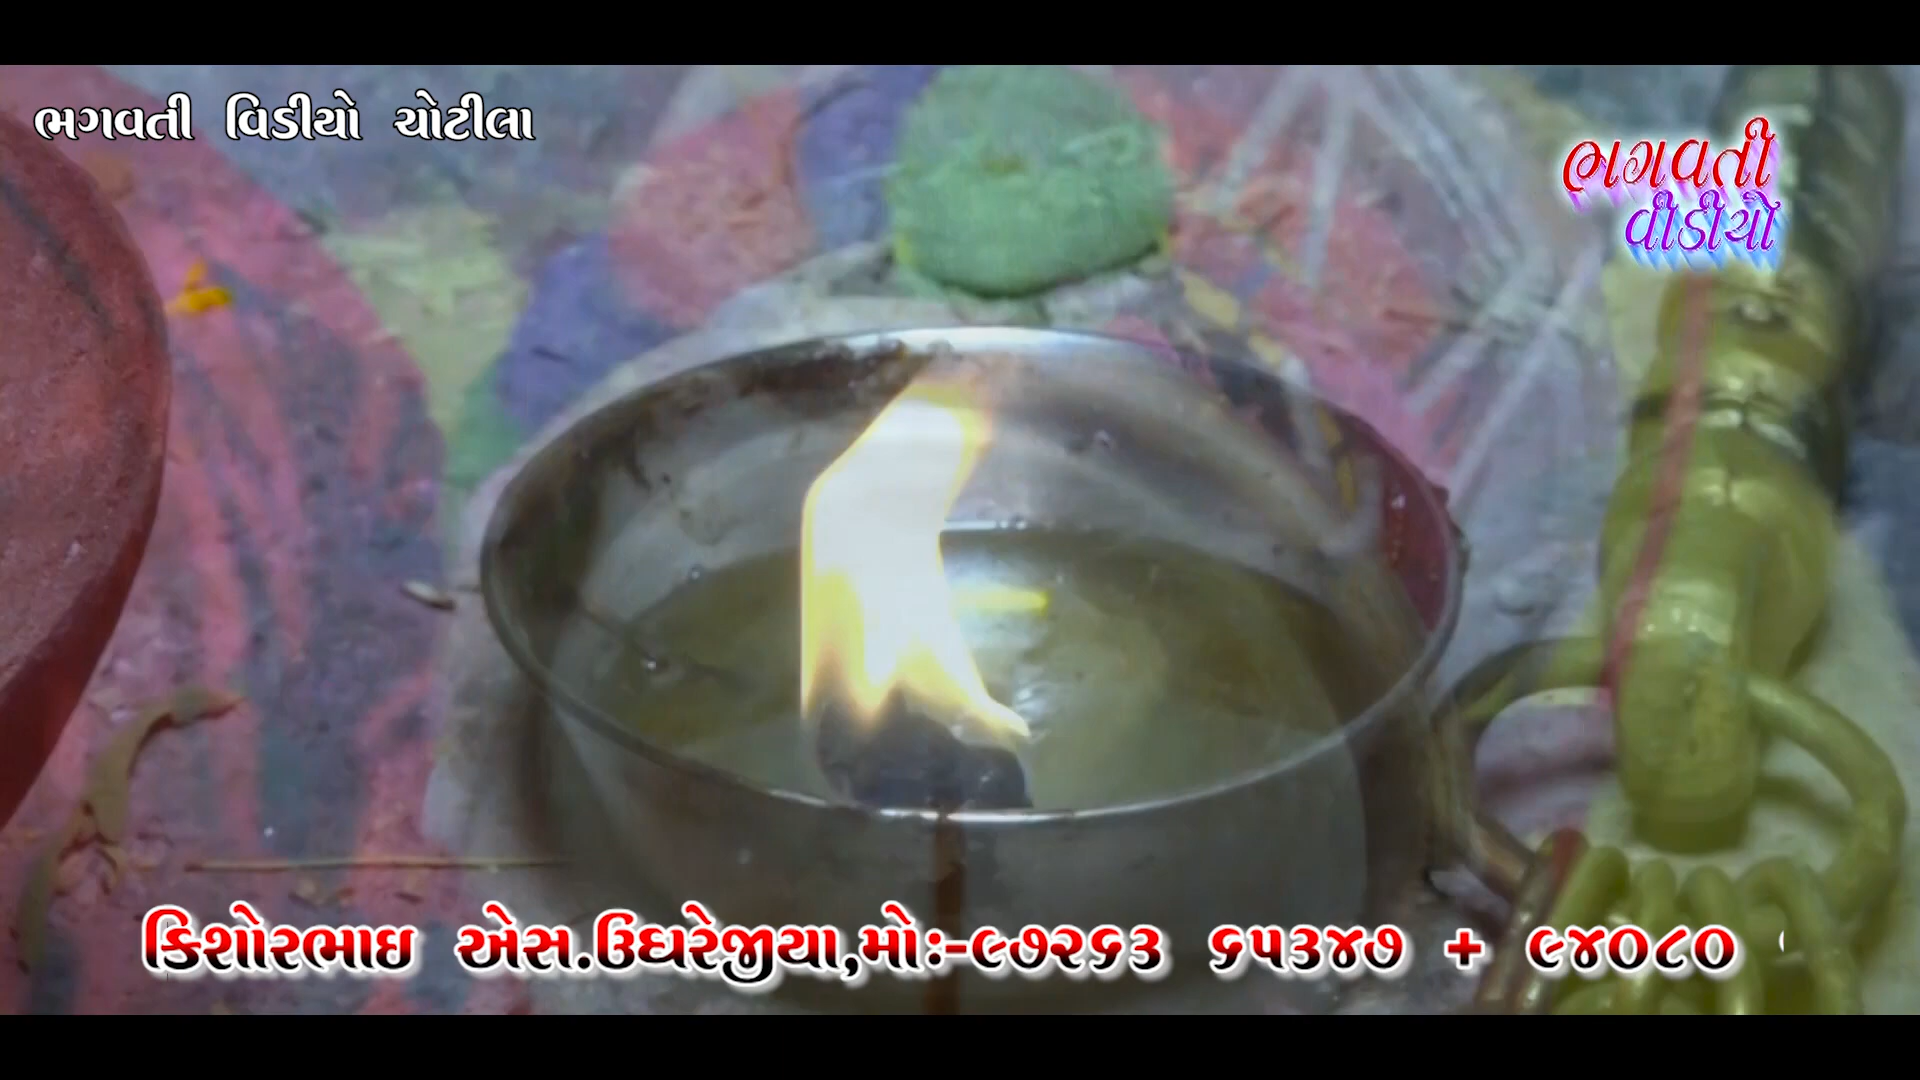 ભગવતી વિડીયો ચોટીલા
ભગવતી
વીડીયો
કિશોરભાઇ એસ.ઉઘરેજીયા,મોઃ-૯૭૨૬૩ ૬૫૩૪૭ + ૯૪૦૮૦